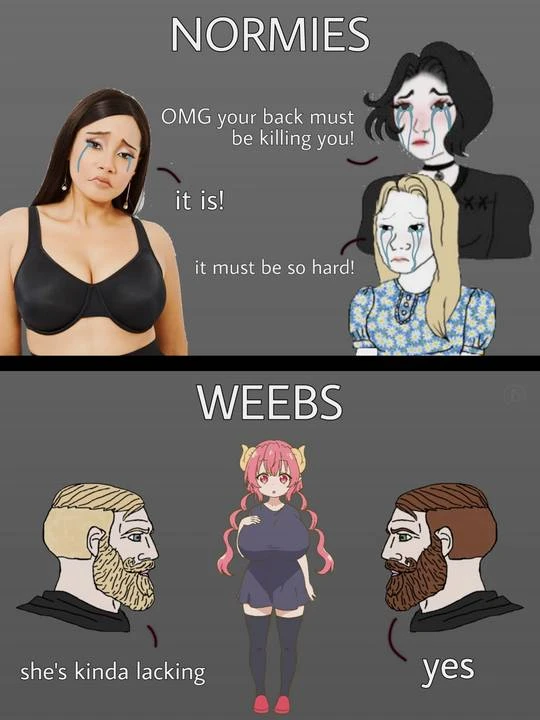 NORMIES
OMG your back must
be killing you!
it is!
it must be so hard!
WEEBS
she's kinda lacking
yes